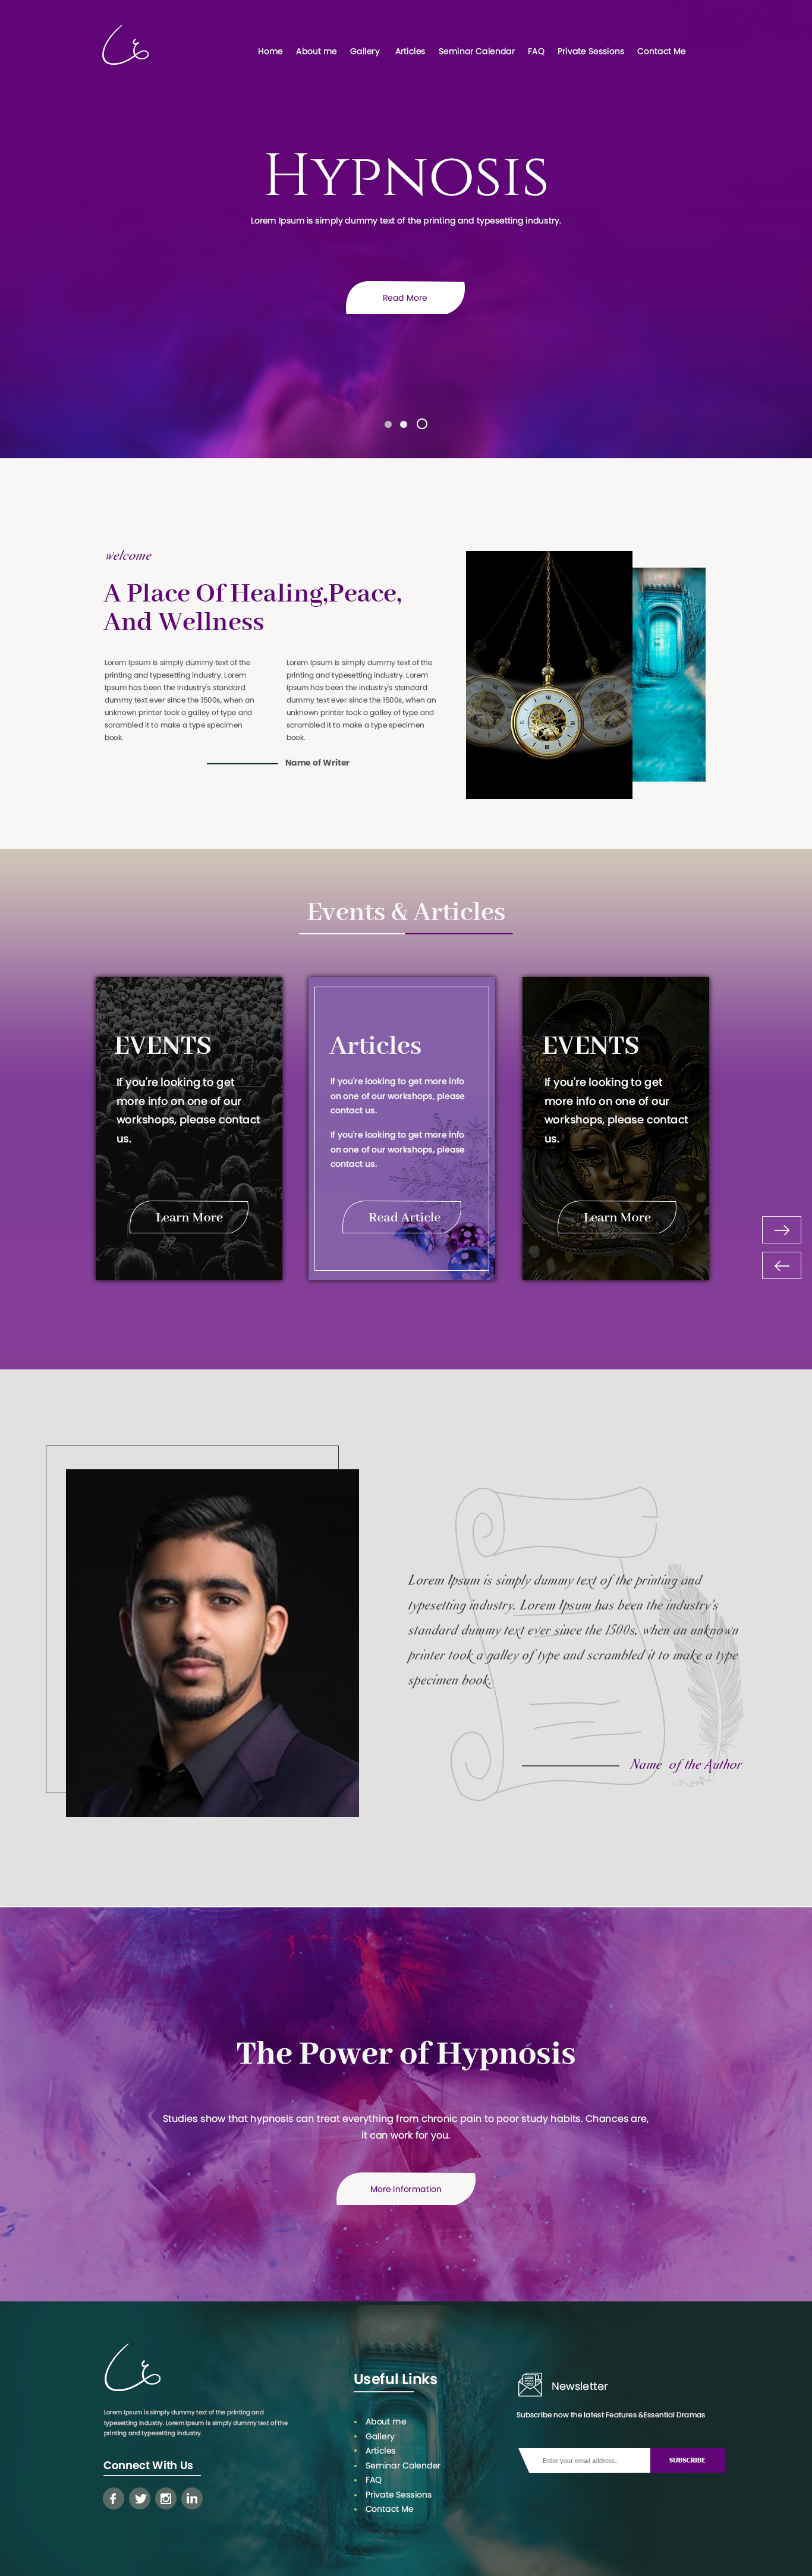 Home About me Gallery Articles Seminar Calendar FAQ Private Sessions Contact Me
HYPNOSIS
Lorem Ipsum is simply dummy text of the printing and typesetting industry.
Read More
welcome
A Place Of Healing,Peace,
And Wellness
Lorem Ipsum is simply dummy text of the
printing and typesetting industry. Lorem
Ipsum has been the industry's standard
dummy text ever since the 1500s, when an
unknown printer took a galley of type and
scrambled it to make a type specimen
book.
Lorem Ipsum is simply dummy text of the
printing and typesetting industry. Lorem
Ipsum has been the industry's standard
dummy text ever since the 1500s, when an
unknown printer took a galley of type and
scrambled it to make a type specimen
book.
Name of Writer
Events & Articles
EVENTS
If you're looking to get
more info on one of our
workshops, please contact
us.
Learn More
Articles
If you're looking to get more info
on one of our workshops, please
contact us.
If you're looking to get more info
on one of our workshops, please
contact us.
Read Article
EVENTS
If you're looking to get
more info on one of our
workshops, please contact
us.
Learn More
Lorem Ipsum is simply dummy text of the printing and
typesetting industry. Lorem Ipsum has been the industry's
standard dummy text ever since the 1500s, when an unknown
printer took a galley of type and scrambled it to make a type
specimen book.
Name of the Author
The Power of Hypnosis
Studies show that hypnosis can treat everything from chronic pain to poor study habits. Chances are,
it can work for you.
More Information
Lorem Ipsum is simply dummy text of the printing and
typesetting industry. Lorem Ipsum is simply dummy text of the
printing and typesetting industry.
Connect With Us
Useful Links
About me
Gallery
Articles
Seminar Calender
FAQ
Private Sessions
Contact Me
Newsletter
Subscribe now the latest Features &Essential Dramas
Enter your email address..
SUBSCRIBE